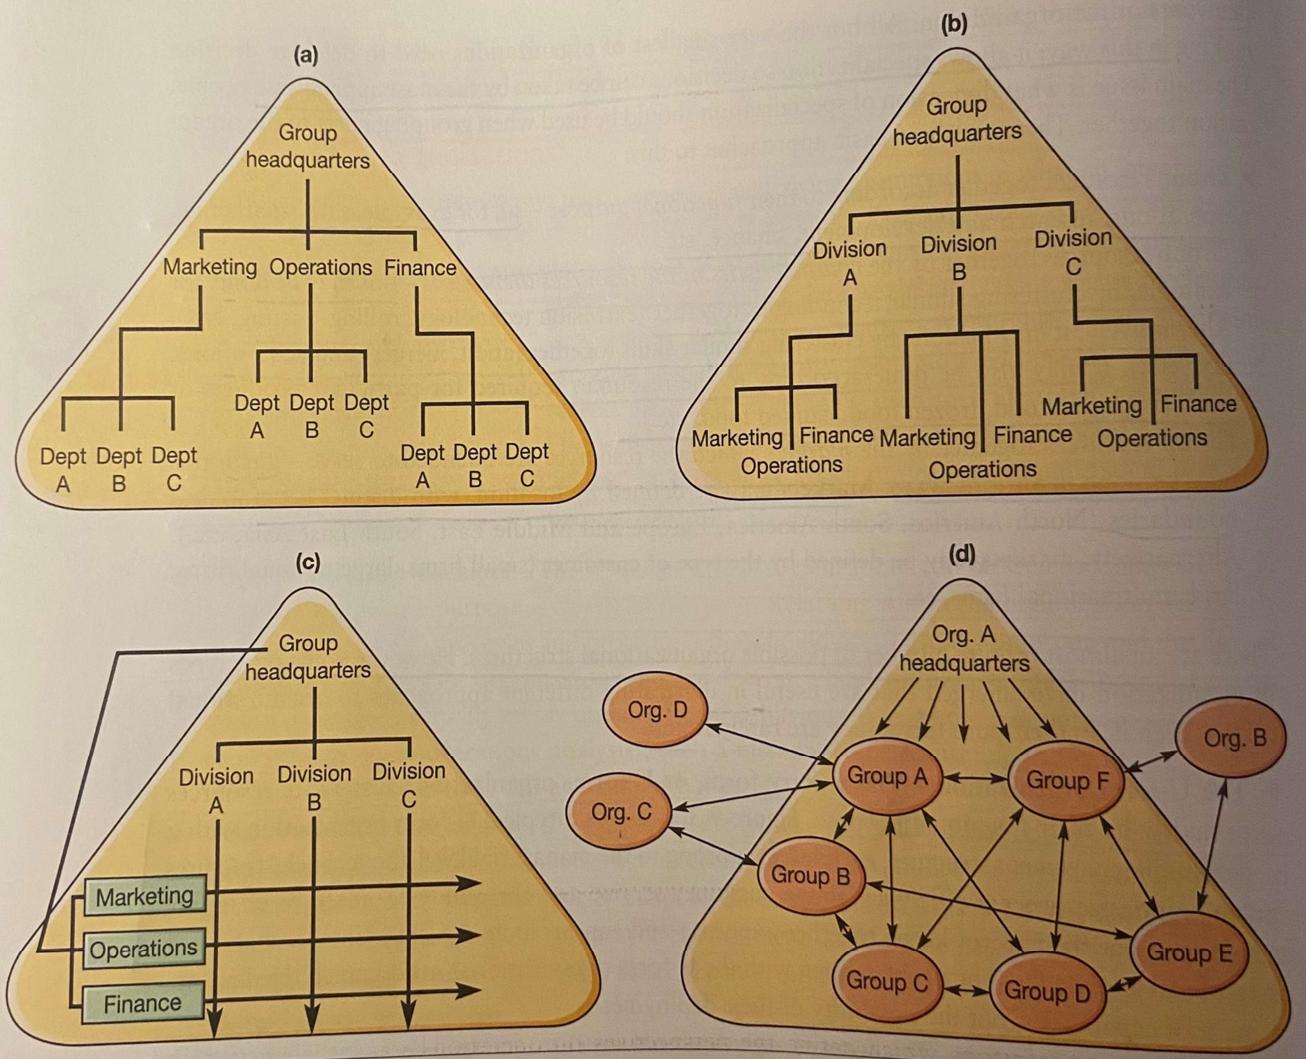 (a)
Group
headquarters
Marketing Operations Finance
Dept Dept Dept
A B C
Dept Dept Dept
A B C
Dept Dept Dept
A B C
(b)
Group
headquarters
Division
A
Division
B
Division
C
Marketing Finance
Operations
Marketing Finance
Operations
Marketing Finance
Operations
(c)
Group
headquarters
Division
A
Division
B
Division
C
Marketing
Operations
Finance
(d)
Org. A
headquarters
Org. D
Org. B
Group A
Group F
Org. C
Group B
Group E
Group C
Group D